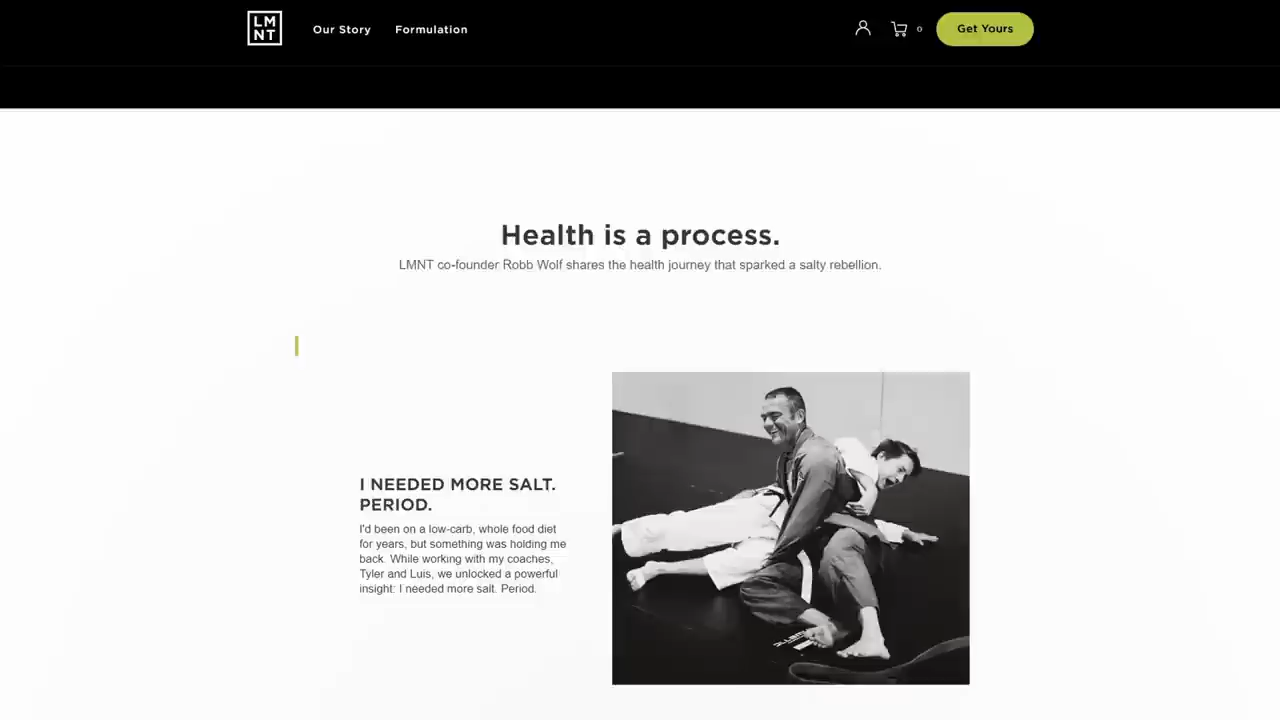 LM
NT
Our Story
Formulation
0
Get Yours
Health is a process.
LMNT co-founder Robb Wolf shares the health journey that sparked a salty rebellion.
I NEEDED MORE SALT.
PERIOD.
I'd been on a low-carb, whole food diet
for years, but something was holding me
back. While working with my coaches,
Tyler and Luis, we unlocked a powerful
insight: I needed more salt. Period.